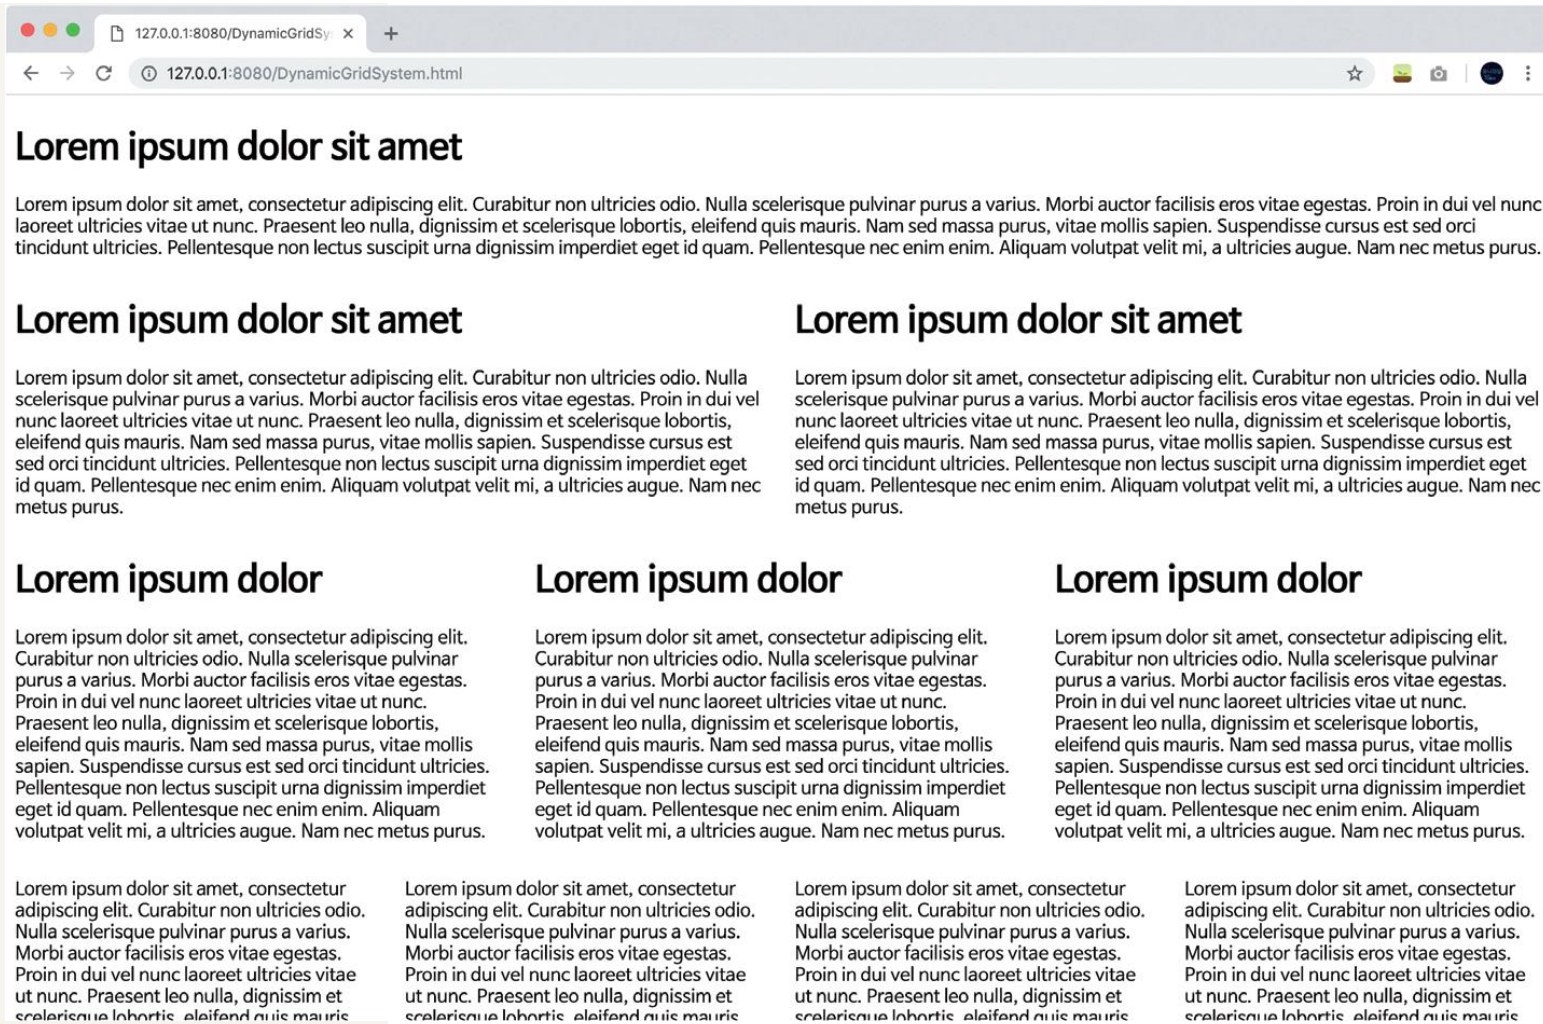 127.0.0.1:8080/DynamicGridSy
127.0.0.1:8080/DynamicGridSystem.html
Lorem ipsum dolor sit amet
Lorem ipsum dolor sit amet, consectetur adipiscing elit. Curabitur non ultricies odio. Nulla scelerisque pulvinar purus a varius. Morbi auctor facilisis eros vitae egestas. Proin in dui vel nunc
laoreet ultricies vitae ut nunc. Praesent leo nulla, dignissim et scelerisque lobortis, eleifend quis mauris. Nam sed massa purus, vitae mollis sapien. Suspendisse cursus est sed orci
tincidunt ultricies. Pellentesque non lectus suscipit urna dignissim imperdiet eget id quam. Pellentesque nec enim enim. Aliquam volutpat velit mi, a ultricies augue. Nam nec metus purus.
Lorem ipsum dolor sit amet
Lorem ipsum dolor sit amet, consectetur adipiscing elit. Curabitur non ultricies odio. Nulla
scelerisque pulvinar purus a varius. Morbi auctor facilisis eros vitae egestas. Proin in dui vel
nunc laoreet ultricies vitae ut nunc. Praesent leo nulla, dignissim et scelerisque lobortis,
eleifend quis mauris. Nam sed massa purus, vitae mollis sapien. Suspendisse cursus est
sed orci tincidunt ultricies. Pellentesque non lectus suscipit urna dignissim imperdiet eget
id quam. Pellentesque nec enim enim. Aliquam volutpat velit mi, a ultricies augue. Nam nec
metus purus.
Lorem ipsum dolor sit amet
Lorem ipsum dolor sit amet, consectetur adipiscing elit. Curabitur non ultricies odio. Nulla
scelerisque pulvinar purus a varius. Morbi auctor facilisis eros vitae egestas. Proin in dui vel
nunc laoreet ultricies vitae ut nunc. Praesent leo nulla, dignissim et scelerisque lobortis,
eleifend quis mauris. Nam sed massa purus, vitae mollis sapien. Suspendisse cursus est
sed orci tincidunt ultricies. Pellentesque non lectus suscipit urna dignissim imperdiet eget
id quam. Pellentesque nec enim enim. Aliquam volutpat velit mi, a ultricies augue. Nam nec
metus purus.
Lorem ipsum dolor
Lorem ipsum dolor sit amet, consectetur adipiscing elit.
Curabitur non ultricies odio. Nulla scelerisque pulvinar
purus a varius. Morbi auctor facilisis eros vitae egestas.
Proin in dui vel nunc laoreet ultricies vitae ut nunc.
Praesent leo nulla, dignissim et scelerisque lobortis,
eleifend quis mauris. Nam sed massa purus, vitae mollis
sapien. Suspendisse cursus est sed orci tincidunt ultricies.
Pellentesque non lectus suscipit urna dignissim imperdiet
eget id quam. Pellentesque nec enim enim. Aliquam
volutpat velit mi, a ultricies augue. Nam nec metus purus.
Lorem ipsum dolor
Lorem ipsum dolor sit amet, consectetur adipiscing elit.
Curabitur non ultricies odio. Nulla scelerisque pulvinar
purus a varius. Morbi auctor facilisis eros vitae egestas.
Proin in dui vel nunc laoreet ultricies vitae ut nunc.
Praesent leo nulla, dignissim et scelerisque lobortis,
eleifend quis mauris. Nam sed massa purus, vitae mollis
sapien. Suspendisse cursus est sed orci tincidunt ultricies.
Pellentesque non lectus suscipit urna dignissim imperdiet
eget id quam. Pellentesque nec enim enim. Aliquam
volutpat velit mi, a ultricies augue. Nam nec metus purus.
Lorem ipsum dolor
Lorem ipsum dolor sit amet, consectetur adipiscing elit.
Curabitur non ultricies odio. Nulla scelerisque pulvinar
purus a varius. Morbi auctor facilisis eros vitae egestas.
Proin in dui vel nunc laoreet ultricies vitae ut nunc.
Praesent leo nulla, dignissim et scelerisque lobortis,
eleifend quis mauris. Nam sed massa purus, vitae mollis
sapien. Suspendisse cursus est sed orci tincidunt ultricies.
Pellentesque non lectus suscipit urna dignissim imperdiet
eget id quam. Pellentesque nec enim enim. Aliquam
volutpat velit mi, a ultricies augue. Nam nec metus purus.
Lorem ipsum dolor sit amet, consectetur
adipiscing elit. Curabitur non ultricies odio.
Nulla scelerisque pulvinar purus a varius.
Morbi auctor facilisis eros vitae egestas.
Proin in dui vel nunc laoreet ultricies vitae
ut nunc. Praesent leo nulla, dignissim et
scelerisque lobortis, eleifend quis mauris
Lorem ipsum dolor sit amet, consectetur
adipiscing elit. Curabitur non ultricies odio.
Nulla scelerisque pulvinar purus a varius.
Morbi auctor facilisis eros vitae egestas.
Proin in dui vel nunc laoreet ultricies vitae
ut nunc. Praesent leo nulla, dignissim et
scelerisque lobortis, eleifend quis mauris
Lorem ipsum dolor sit amet, consectetur
adipiscing elit. Curabitur non ultricies odio.
Nulla scelerisque pulvinar purus a varius.
Morbi auctor facilisis eros vitae egestas.
Proin in dui vel nunc laoreet ultricies vitae
ut nunc. Praesent leo nulla, dignissim et
scelerisque lobortis, eleifend quis mauris
Lorem ipsum dolor sit amet, consectetur
adipiscing elit. Curabitur non ultricies odio.
Nulla scelerisque pulvinar purus a varius.
Morbi auctor facilisis eros vitae egestas.
Proin in dui vel nunc laoreet ultricies vitae
ut nunc. Praesent leo nulla, dignissim et
scelerisque lobortis, eleifend quis mauris